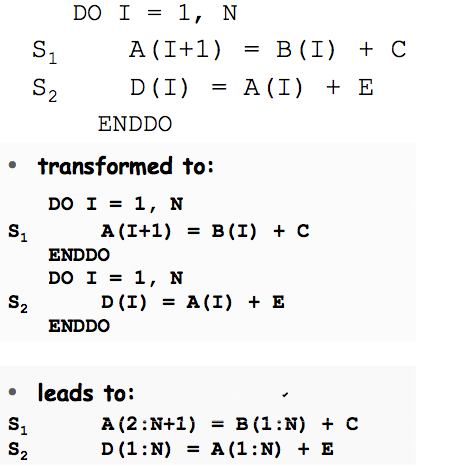 DO I = 1, N
S1 A(I+1) = B(I) + C
S2 D(I) = A(I) + E
ENDDO
• transformed to:
DO I = 1, N
S1 A(I+1) = B(I) + C
ENDDO
DO I = 1, N
S2 D(I) = A(I) + E
ENDDO
• leads to:
S1 A(2:N+1) = B(1:N) + C
S2 D(1:N) = A(1:N) + E